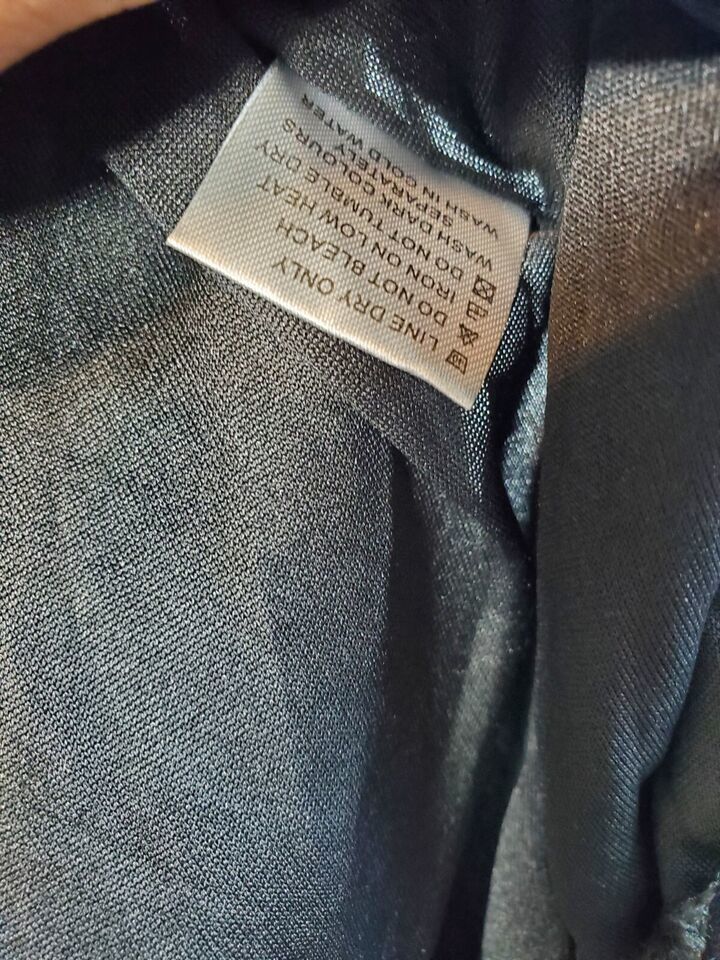 WASH IN COLD WATER
SEPARATELY
WASH DARK COLOURS
DO NOT TUMBLE DRY
IRON ON LOW HEAT
DO NOT BLEACH
LINE DRY ONLY